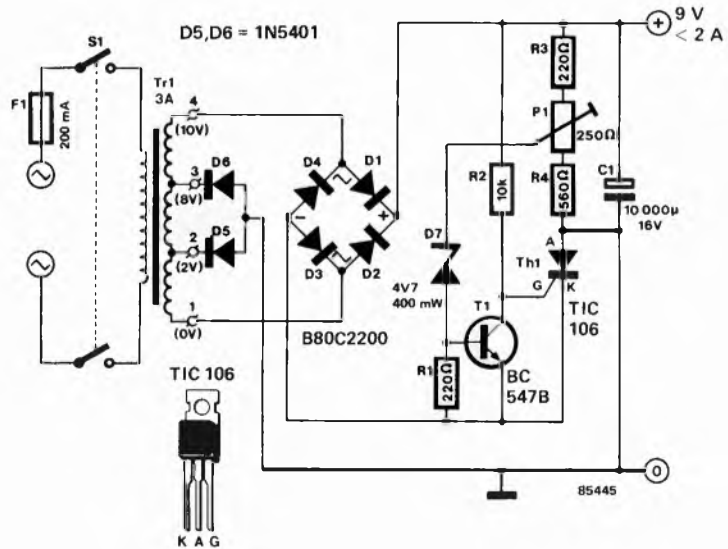 D5,D6 = 1N5401
S1
F1
200 mA
Tr1
3A
4
(10V)
3
(8V)
2
(2V)
1
(0V)
D6
D5
D4
D1
D3
D2
−
+
B80C2200
+
9 V
< 2 A
R3
220Ω
P1
250Ω
R2
10k
R4
560Ω
C1
10 000µ
16V
D7
4V7
400 mW
A
Th1
G
K
TIC
106
T1
BC
547B
R1
220Ω
TIC 106
K A G
85445
0